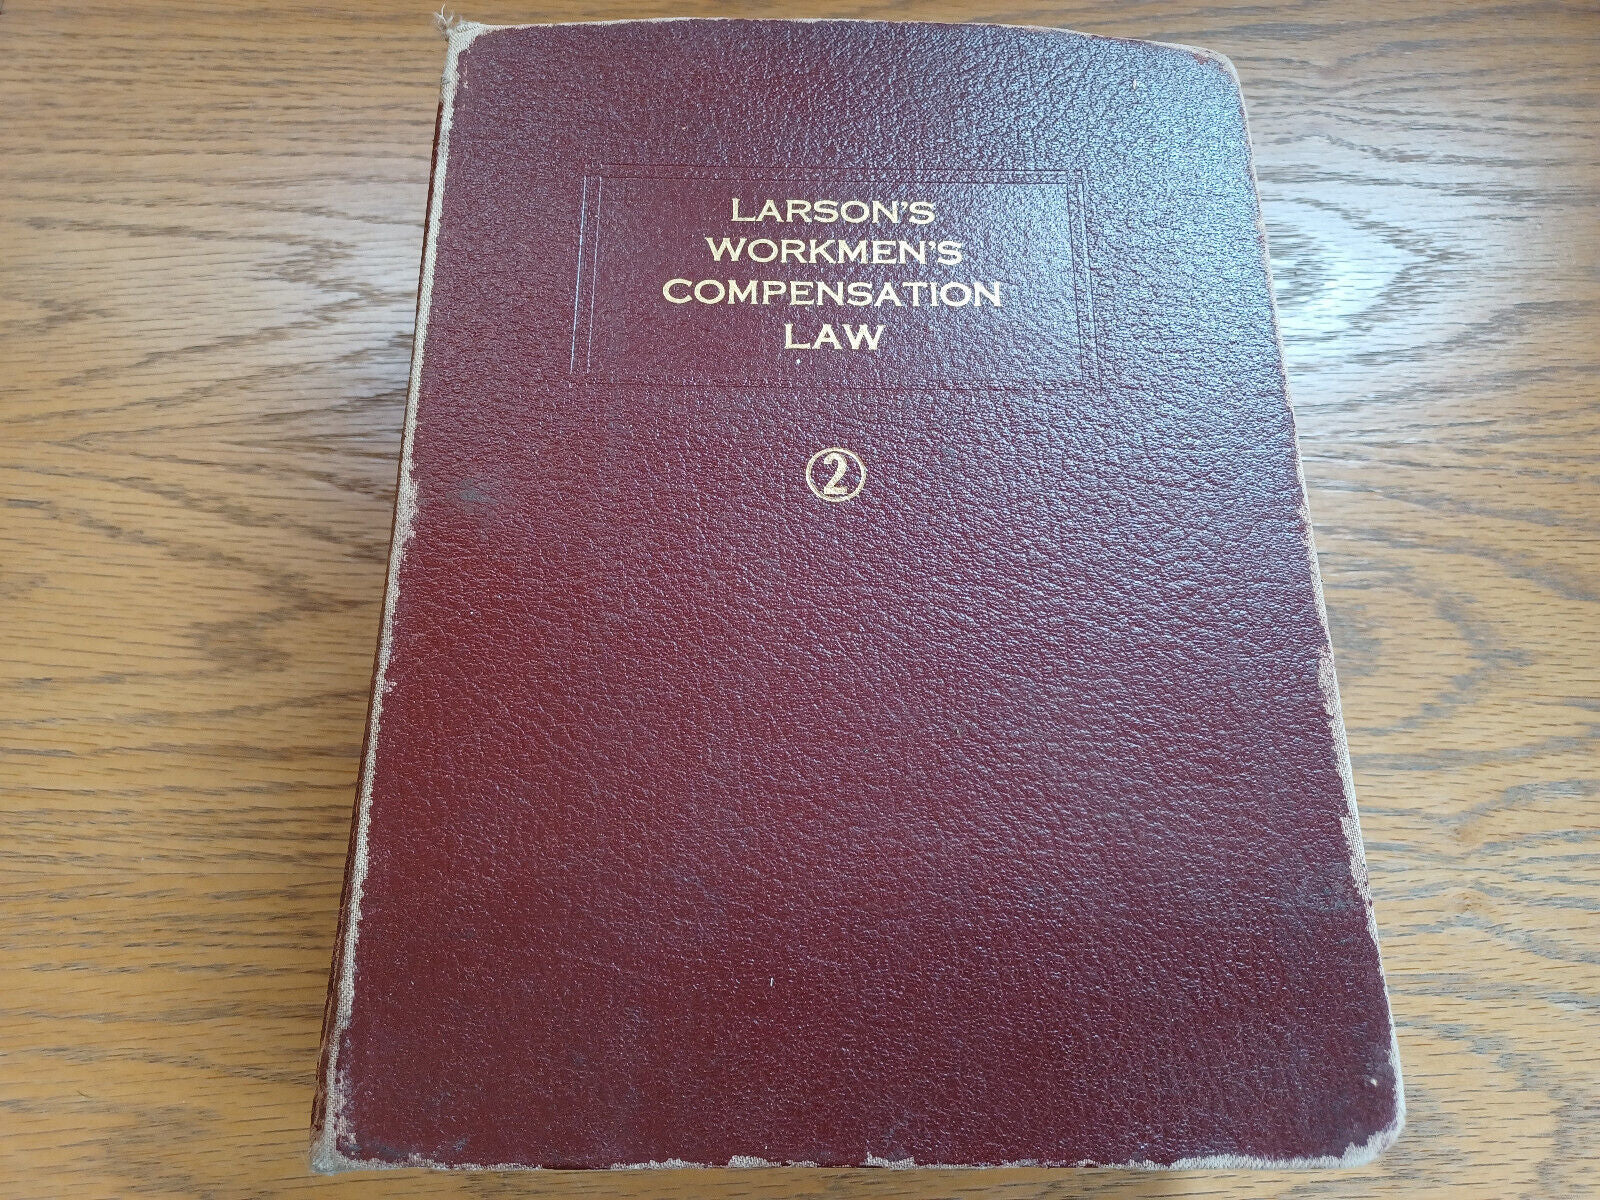 LARSON'S
WORKMEN'S
COMPENSATION
LAW
2